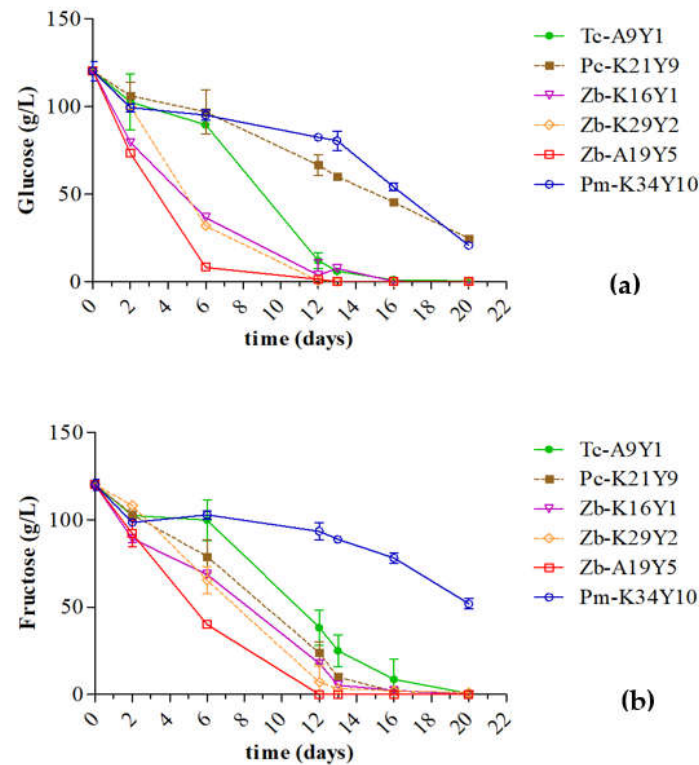 150
100
50
0
Glucose (g/L)
0
2
4
6
8
10
12
14
16
18
20
22
time (days)
Tc-A9Y1
Pc-K21Y9
Zb-K16Y1
Zb-K29Y2
Zb-A19Y5
Pm-K34Y10
(a)
150
100
50
0
Fructose (g/L)
0
2
4
6
8
10
12
14
16
18
20
22
time (days)
Tc-A9Y1
Pc-K21Y9
Zb-K16Y1
Zb-K29Y2
Zb-A19Y5
Pm-K34Y10
(b)